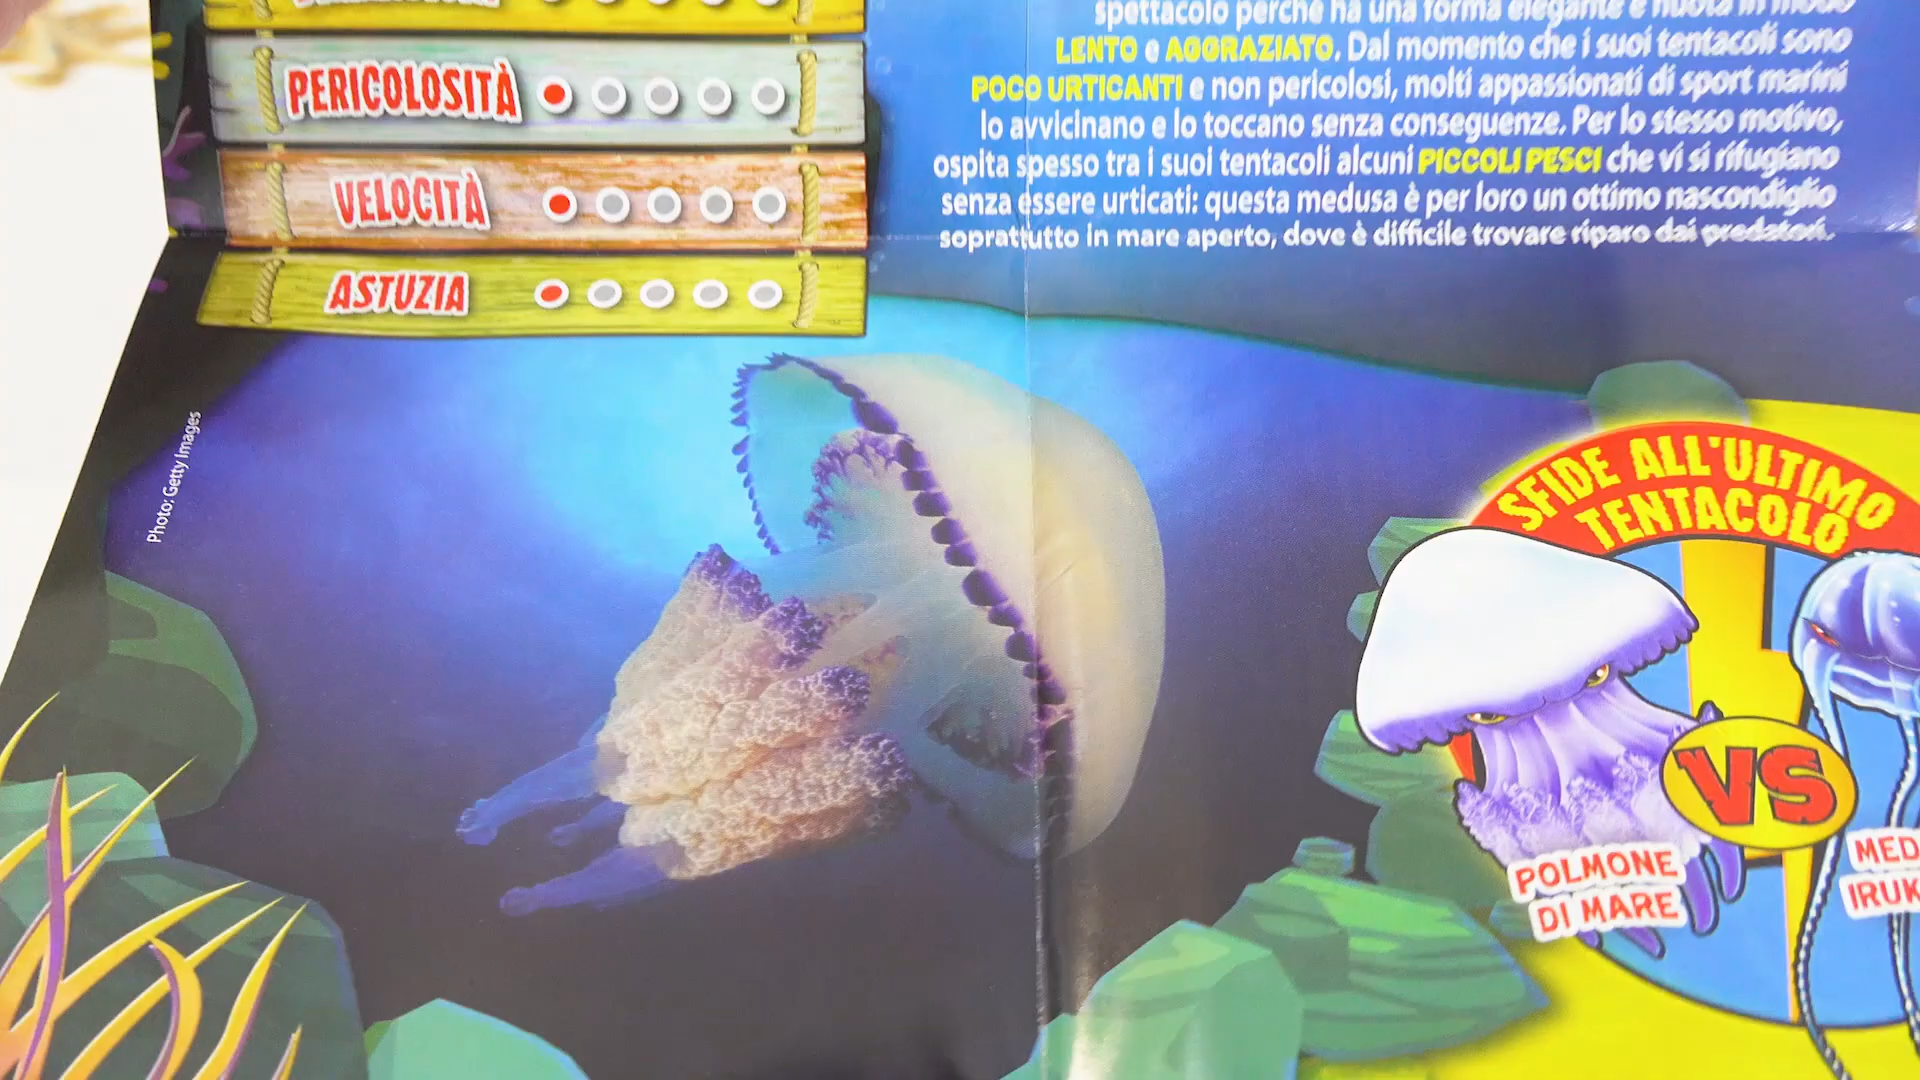 PERICOLOSITÀ
VELOCITÀ
ASTUZIA
spettacolo perché ha una forma elegante e nuota in modo
LENTO e AGGRAZIATO. Dal momento che i suoi tentacoli sono
POCO URTICANTI e non pericolosi, molti appassionati di sport marini
lo avvicinano e lo toccano senza conseguenze. Per lo stesso motivo,
ospita spesso tra i suoi tentacoli alcuni PICCOLI PESCI che vi si rifugiano
senza essere urticati: questa medusa è per loro un ottimo nascondiglio
soprattutto in mare aperto, dove è difficile trovare riparo dai predatori.
Photo: Getty Images
SFIDE ALL'ULTIMO
TENTACOLO
VS
POLMONE
DI MARE
MED
IRUK